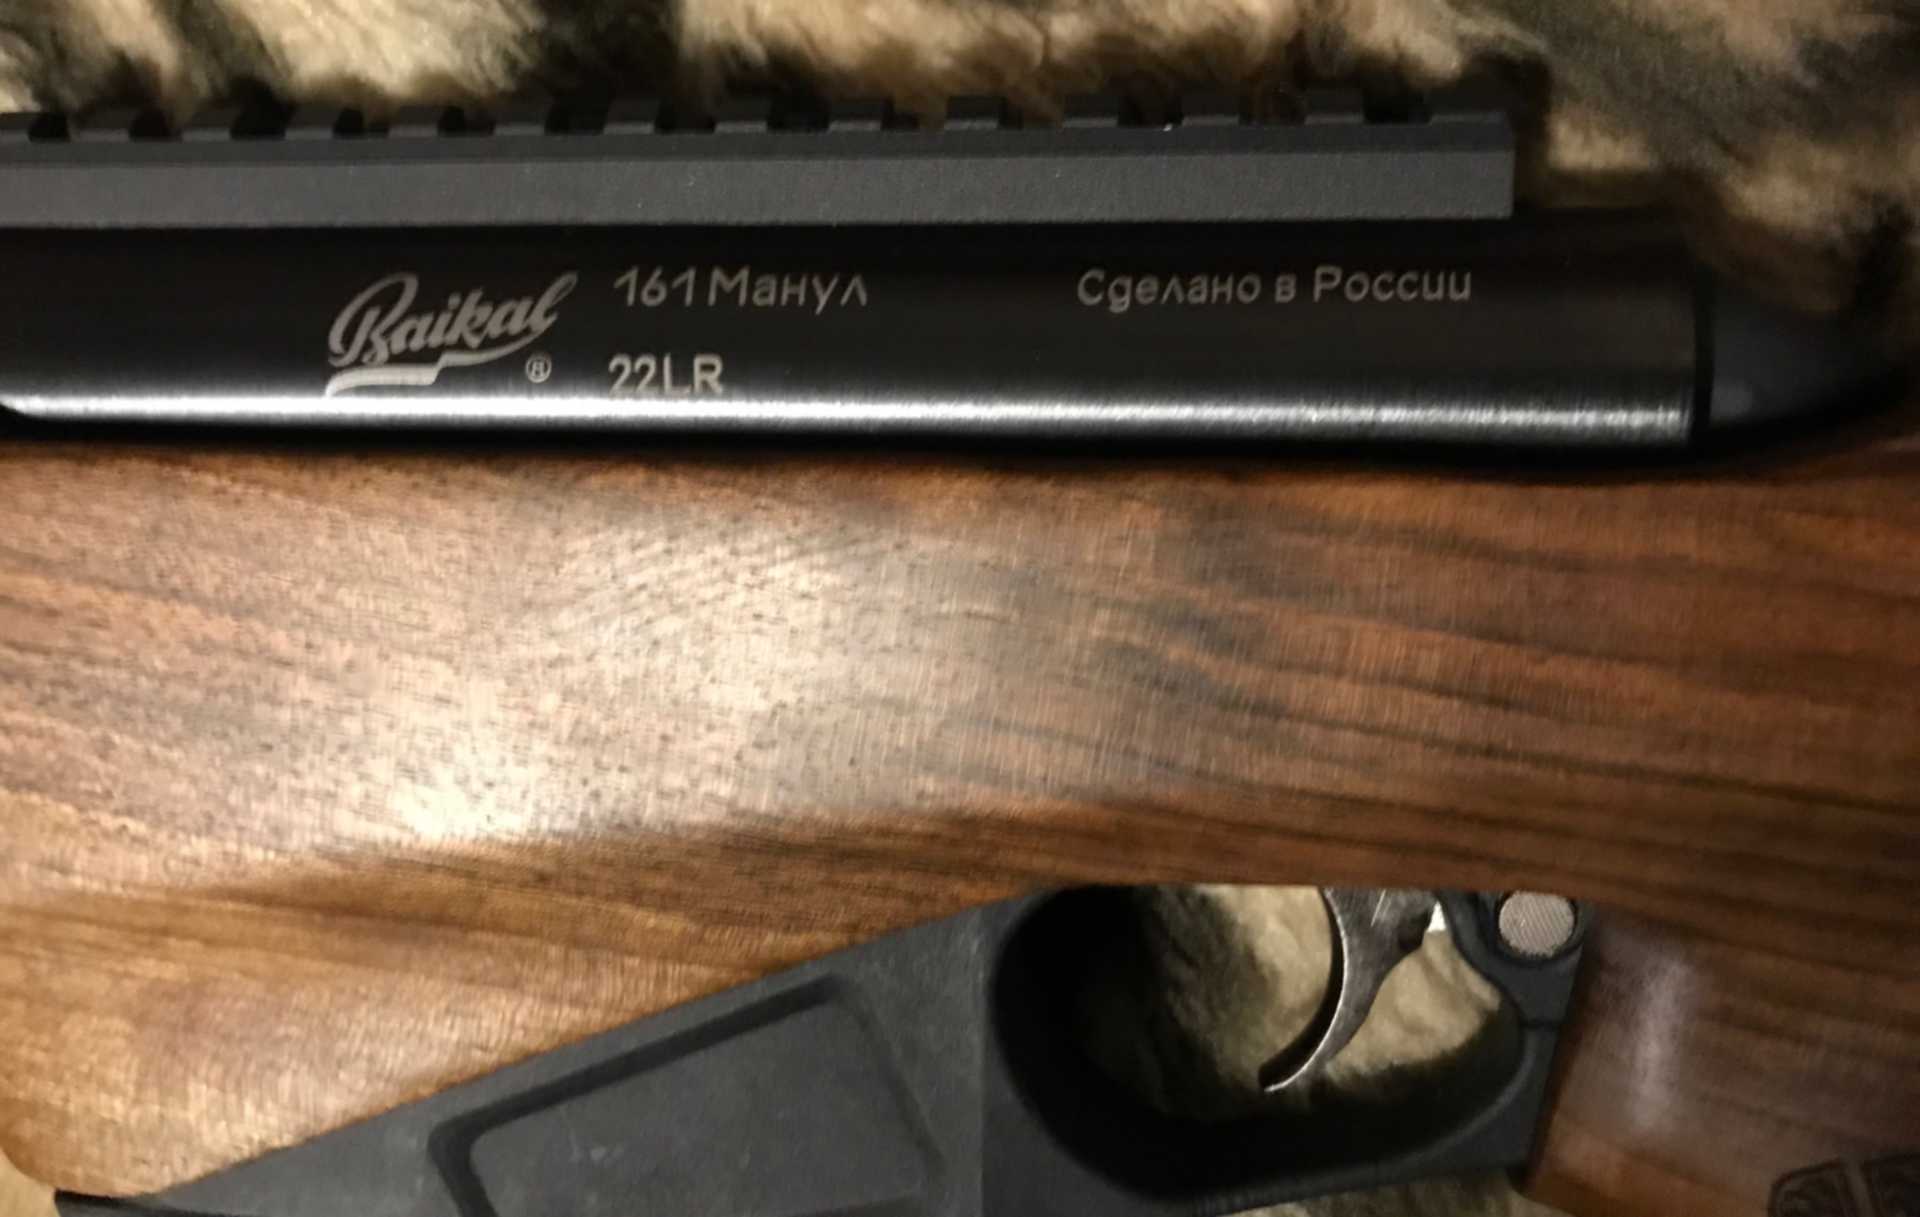 Baikal ®
161 Манул
22LR
Сделано в России